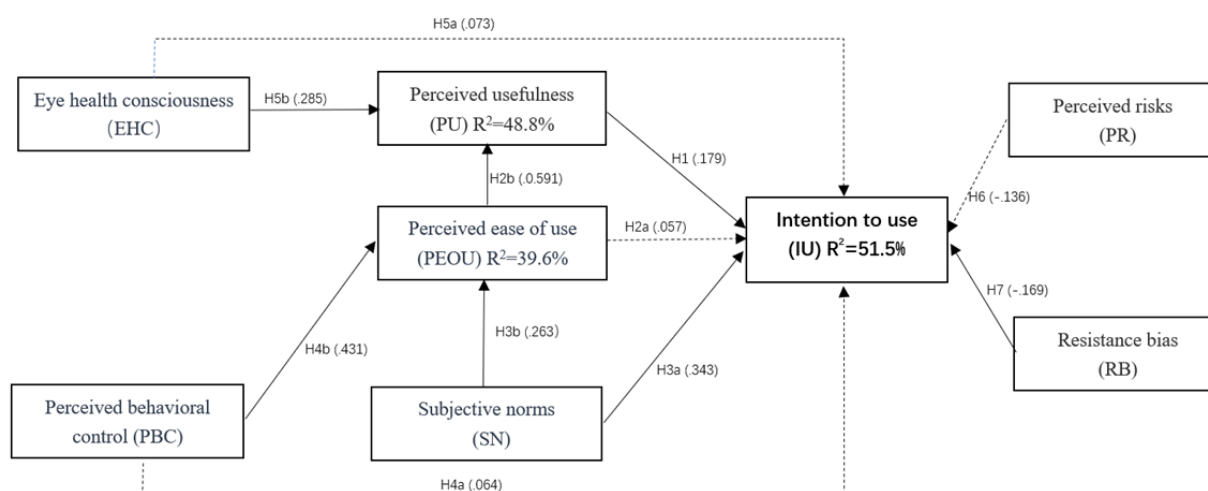 H5a (.073)
Eye health consciousness
(EHC)
H5b (.285)
Perceived usefulness
(PU) R²=48.8%
Perceived risks
(PR)
H1 (.179)
H2b (.0.591)
H6 (-.136)
Perceived ease of use
(PEOU) R²=39.6%
H2a (.057)
Intention to use
(IU) R²=51.5%
H7 (-.169)
H4b (.431)
H3b (.263)
H3a (.343)
Resistance bias
(RB)
Perceived behavioral
control (PBC)
Subjective norms
(SN)
H4a (.064)